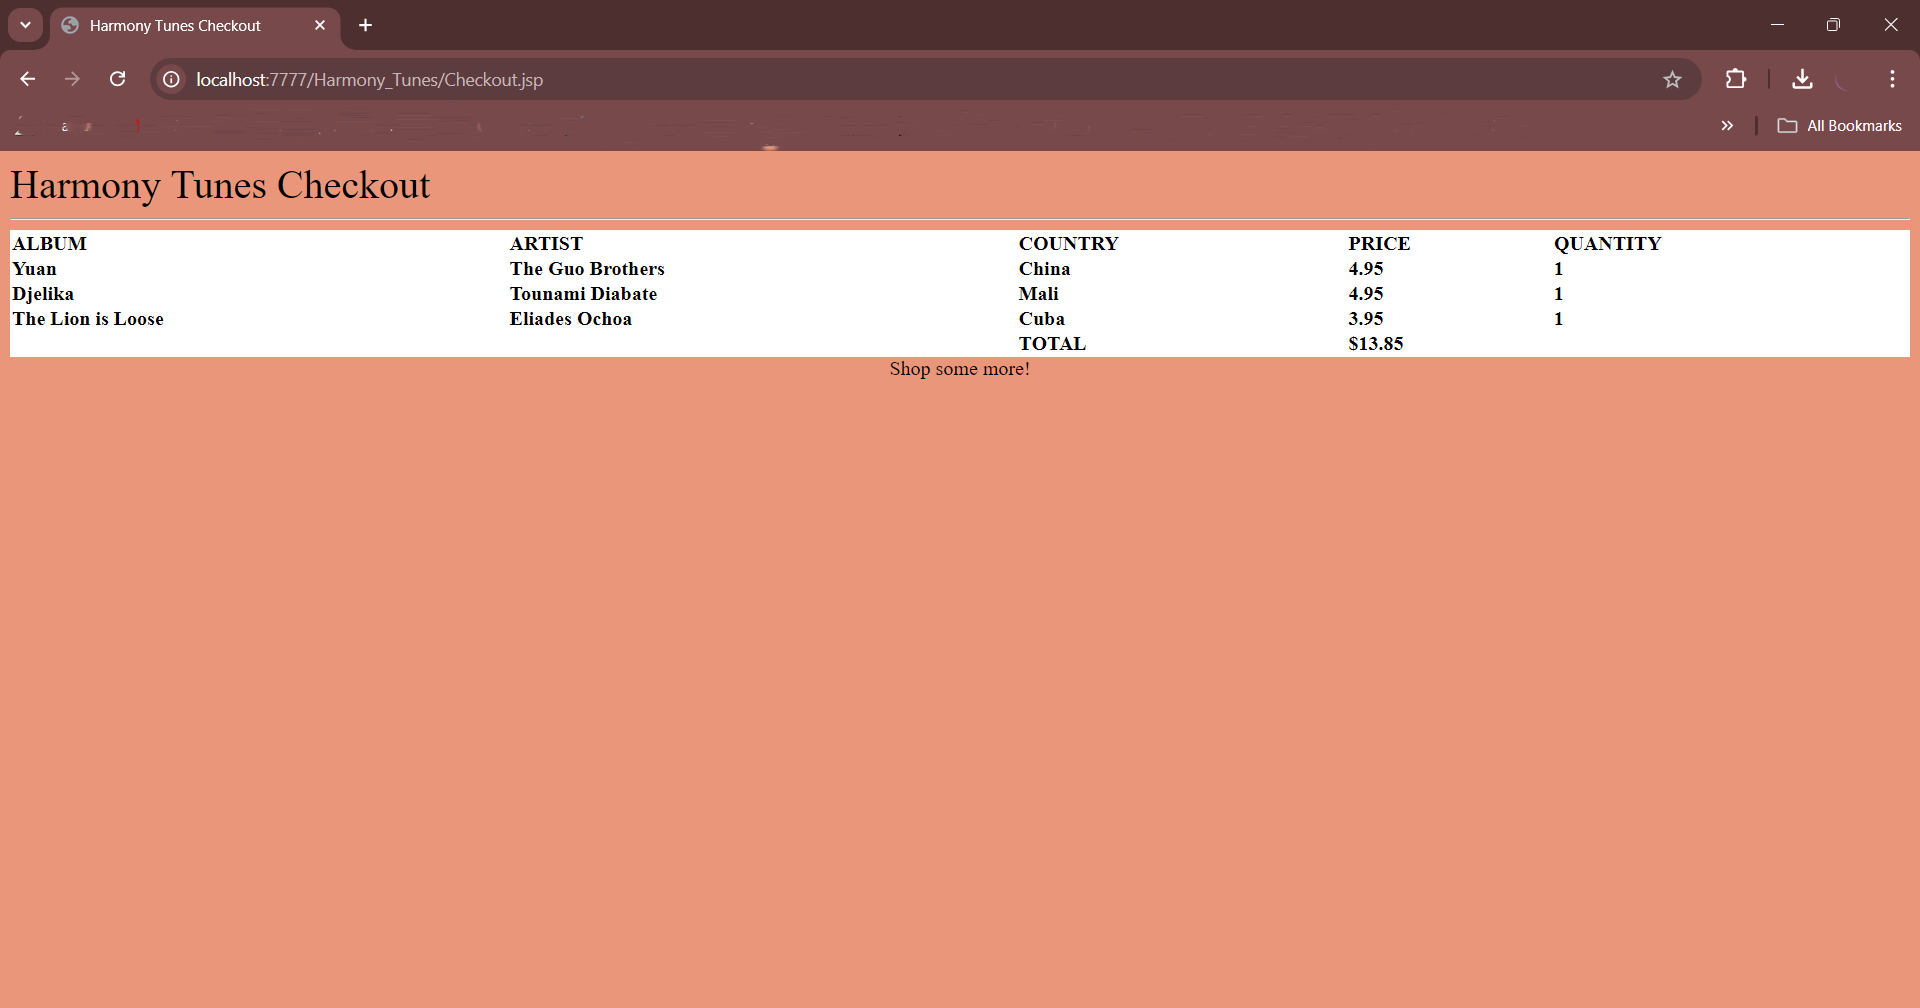 Harmony Tunes Checkout
localhost:7777/Harmony_Tunes/Checkout.jsp
All Bookmarks
Harmony Tunes Checkout
ALBUM ARTIST COUNTRY PRICE QUANTITY
Yuan The Guo Brothers China 4.95 1
Djelika Tounami Diabate Mali 4.95 1
The Lion is Loose Eliades Ochoa Cuba 3.95 1
TOTAL $13.85
Shop some more!